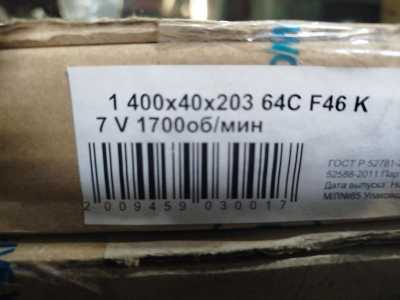 1 400x40x203 64C F46 K
7 V 1700об/мин
ГОСТ Р 52781-
52588-2011 Пар
Дата выпуска:
2 009459 030017